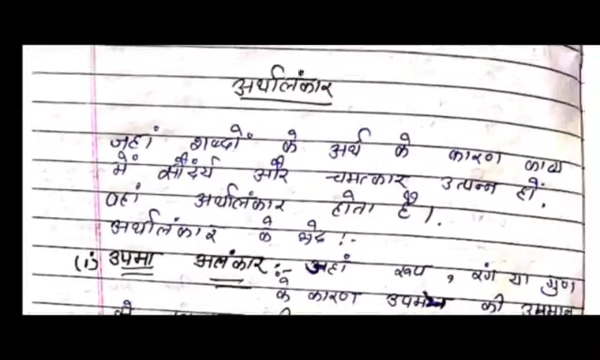 अर्थालंकार
जहां शब्दों के अर्थ के कारण काव्य
में सौंदर्य और चमत्कार उत्पन्न हों,
वहां अर्थालंकार होता है।
अर्थालंकार के भेद :-
(i) उपमा अलंकार :- जहां रूप, रंग या गुण
के कारण उपमेय की उपमान